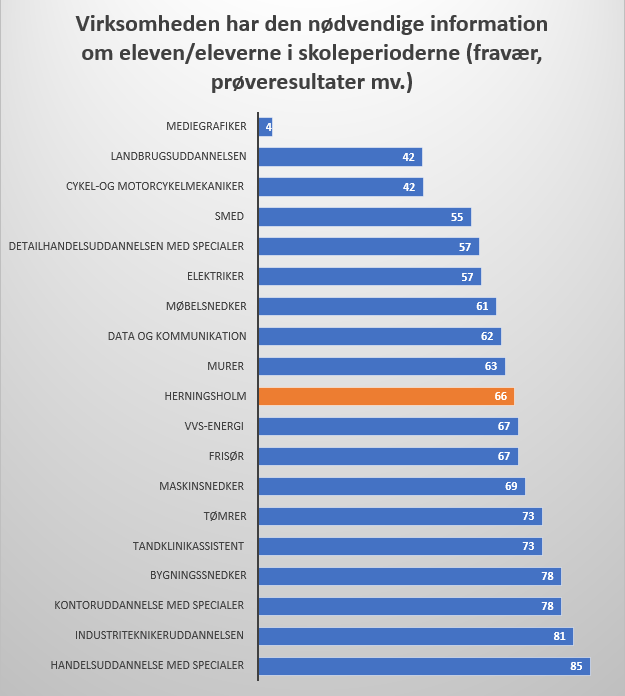 Virksomheden har den nødvendige information
om eleven/eleverne i skoleperioderne (fravær,
prøveresultater mv.)
MEDIEGRAFIKER 4
LANDBRUGSUDDANNELSEN 42
CYKEL-OG MOTORCYKELMEKANIKER 42
SMED 55
DETAILHANDELSUDDANNELSEN MED SPECIALER 57
ELEKTRIKER 57
MØBELSNEDKER 61
DATA OG KOMMUNIKATION 62
MURER 63
HERNINGSHOLM 66
VVS-ENERGI 67
FRISØR 67
MASKINSNEDKER 69
TØMRER 73
TANDKLINIKASSISTENT 73
BYGNINGSSNEDKER 78
KONTORUDDANNELSE MED SPECIALER 78
INDUSTRITEKNIKERUDDANNELSEN 81
HANDELSUDDANNELSE MED SPECIALER 85